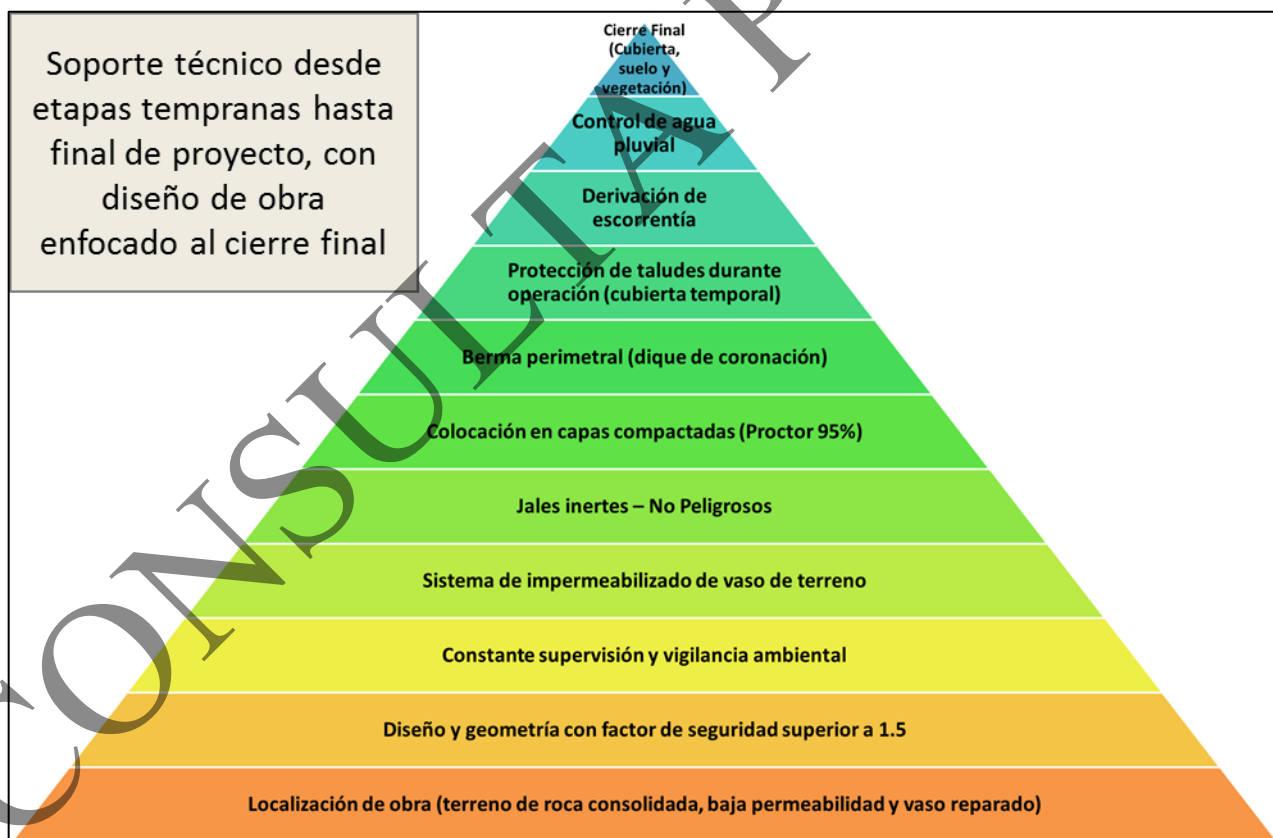 Soporte técnico desde
etapas tempranas hasta
final de proyecto, con
diseño de obra
enfocado al cierre final
Cierre Final
(Cubierta,
suelo y
vegetación)
Control de agua
pluvial
Derivación de
escorrentía
Protección de taludes durante
operación (cubierta temporal)
Berma perimetral (dique de coronación)
Colocación en capas compactadas (Proctor 95%)
Jales inertes – No Peligrosos
Sistema de impermeabilizado de vaso de terreno
Constante supervisión y vigilancia ambiental
Diseño y geometría con factor de seguridad superior a 1.5
Localización de obra (terreno de roca consolidada, baja permeabilidad y vaso reparado)
CONSULTA P